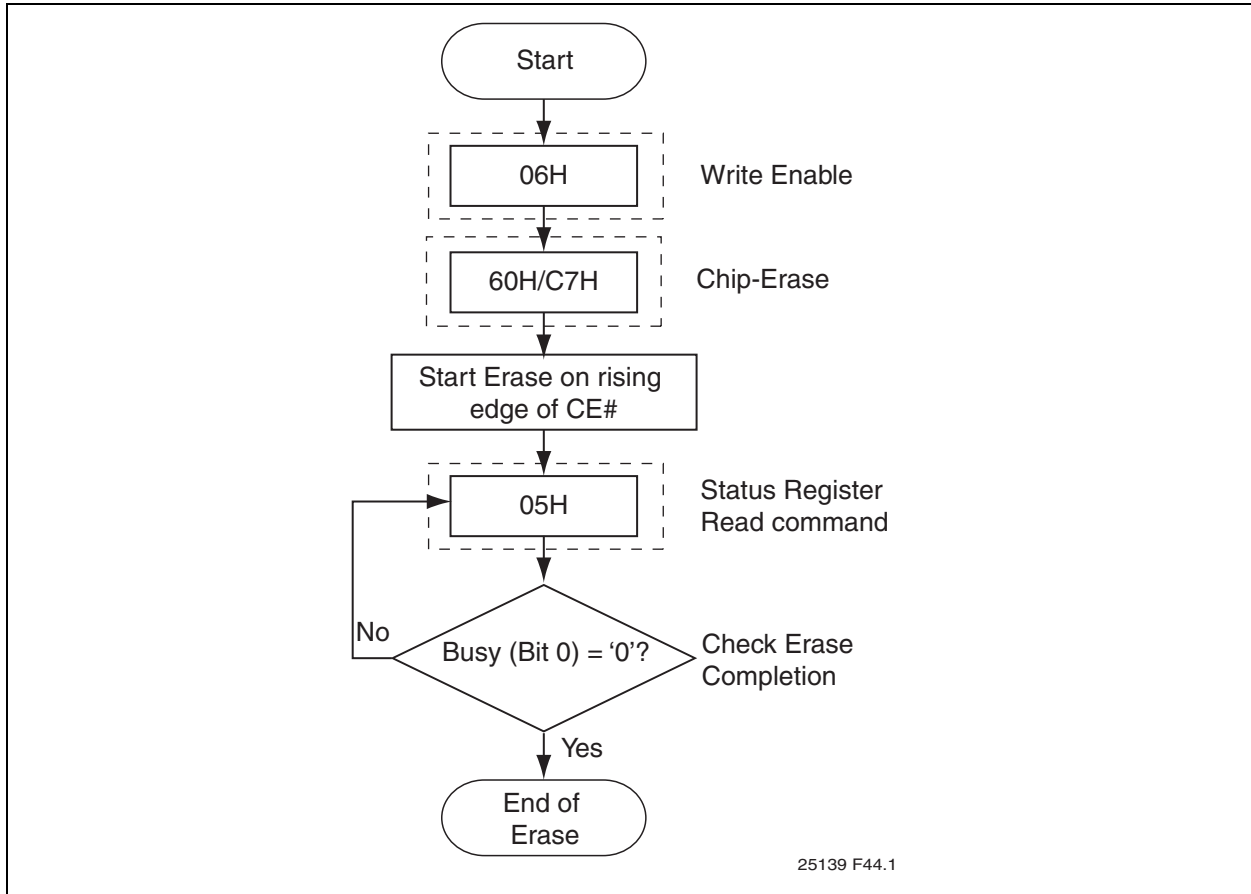 Start
06H
Write Enable
60H/C7H
Chip-Erase
Start Erase on rising
edge of CE#
05H
Status Register
Read command
No
Busy (Bit 0) = ‘0’?
Check Erase
Completion
Yes
End of
Erase
25139 F44.1